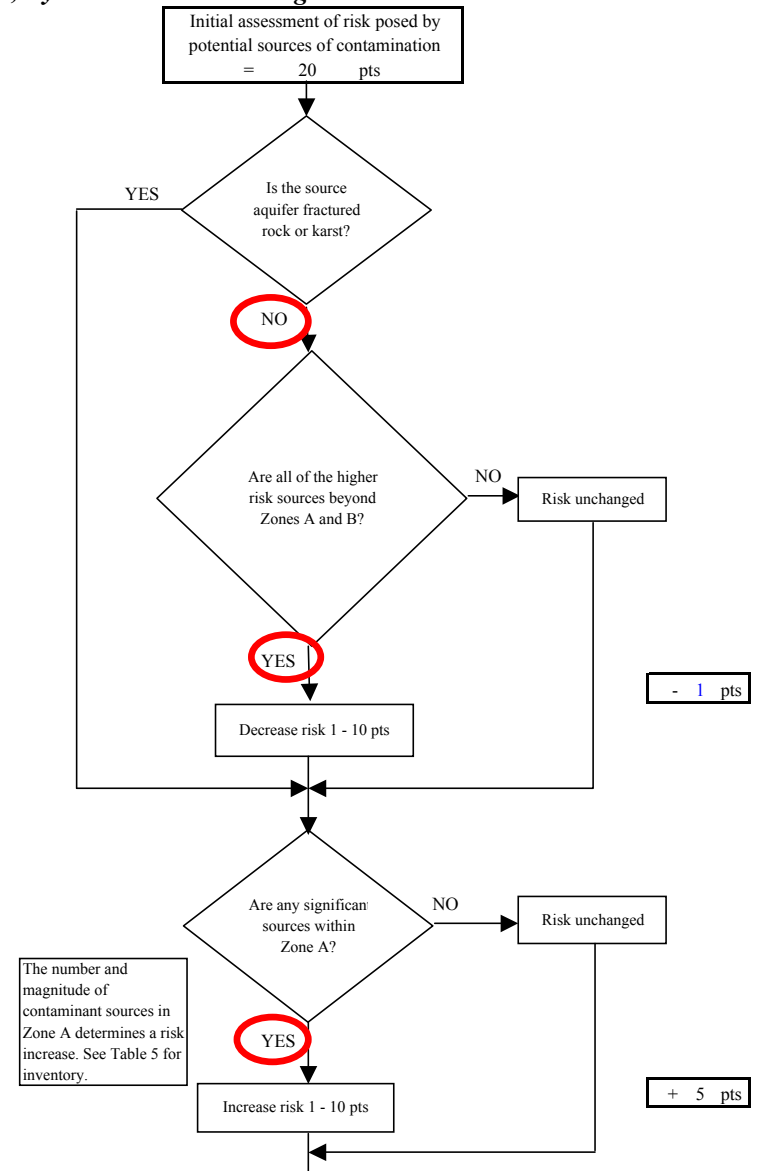 Initial assessment of risk posed by
potential sources of contamination
= 20 pts
YES
Is the source
aquifer fractured
rock or karst?
NO
Are all of the higher
risk sources beyond
Zones A and B?
NO
Risk unchanged
YES
- 1 pts
Decrease risk 1 - 10 pts
Are any significant
sources within
Zone A?
NO
Risk unchanged
The number and
magnitude of
contaminant sources in
Zone A determines a risk
increase. See Table 5 for
inventory.
YES
Increase risk 1 - 10 pts
+ 5 pts